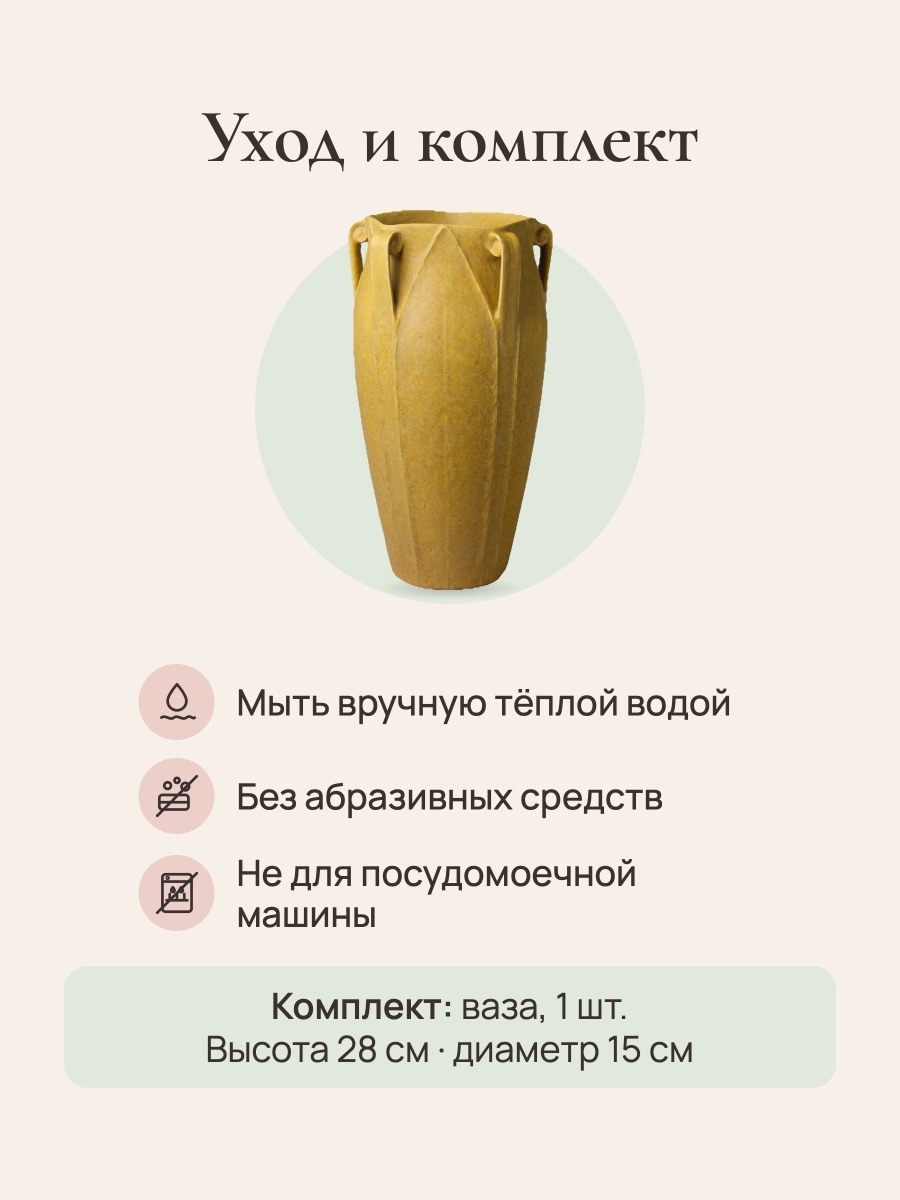 Уход и комплект
Мыть вручную тёплой водой
Без абразивных средств
Не для посудомоечной
машины
Комплект: ваза, 1 шт.
Высота 28 см · диаметр 15 см